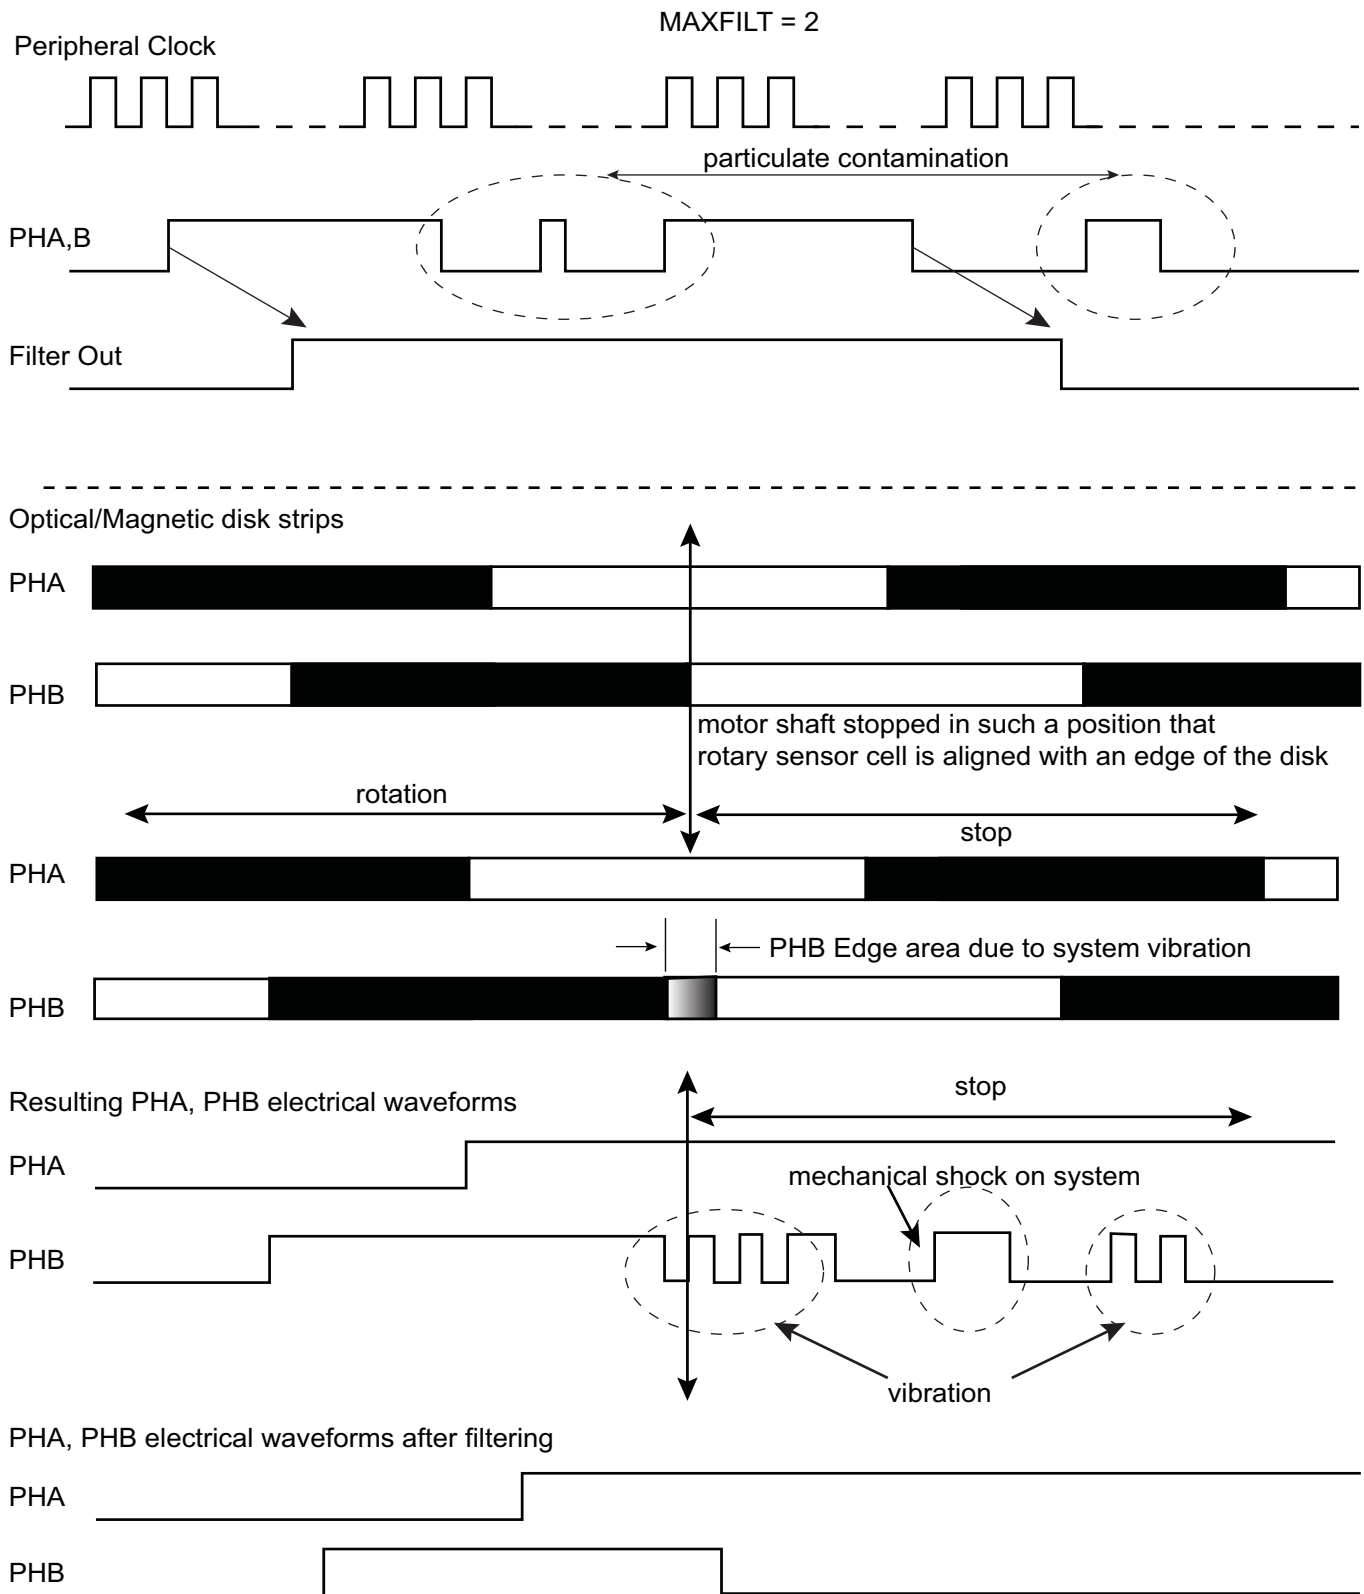 MAXFILT = 2
Peripheral Clock
particulate contamination
PHA,B
Filter Out
Optical/Magnetic disk strips
PHA
PHB
motor shaft stopped in such a position that
rotary sensor cell is aligned with an edge of the disk
rotation
stop
PHA
PHB Edge area due to system vibration
PHB
stop
Resulting PHA, PHB electrical waveforms
PHA
mechanical shock on system
PHB
vibration
PHA, PHB electrical waveforms after filtering
PHA
PHB